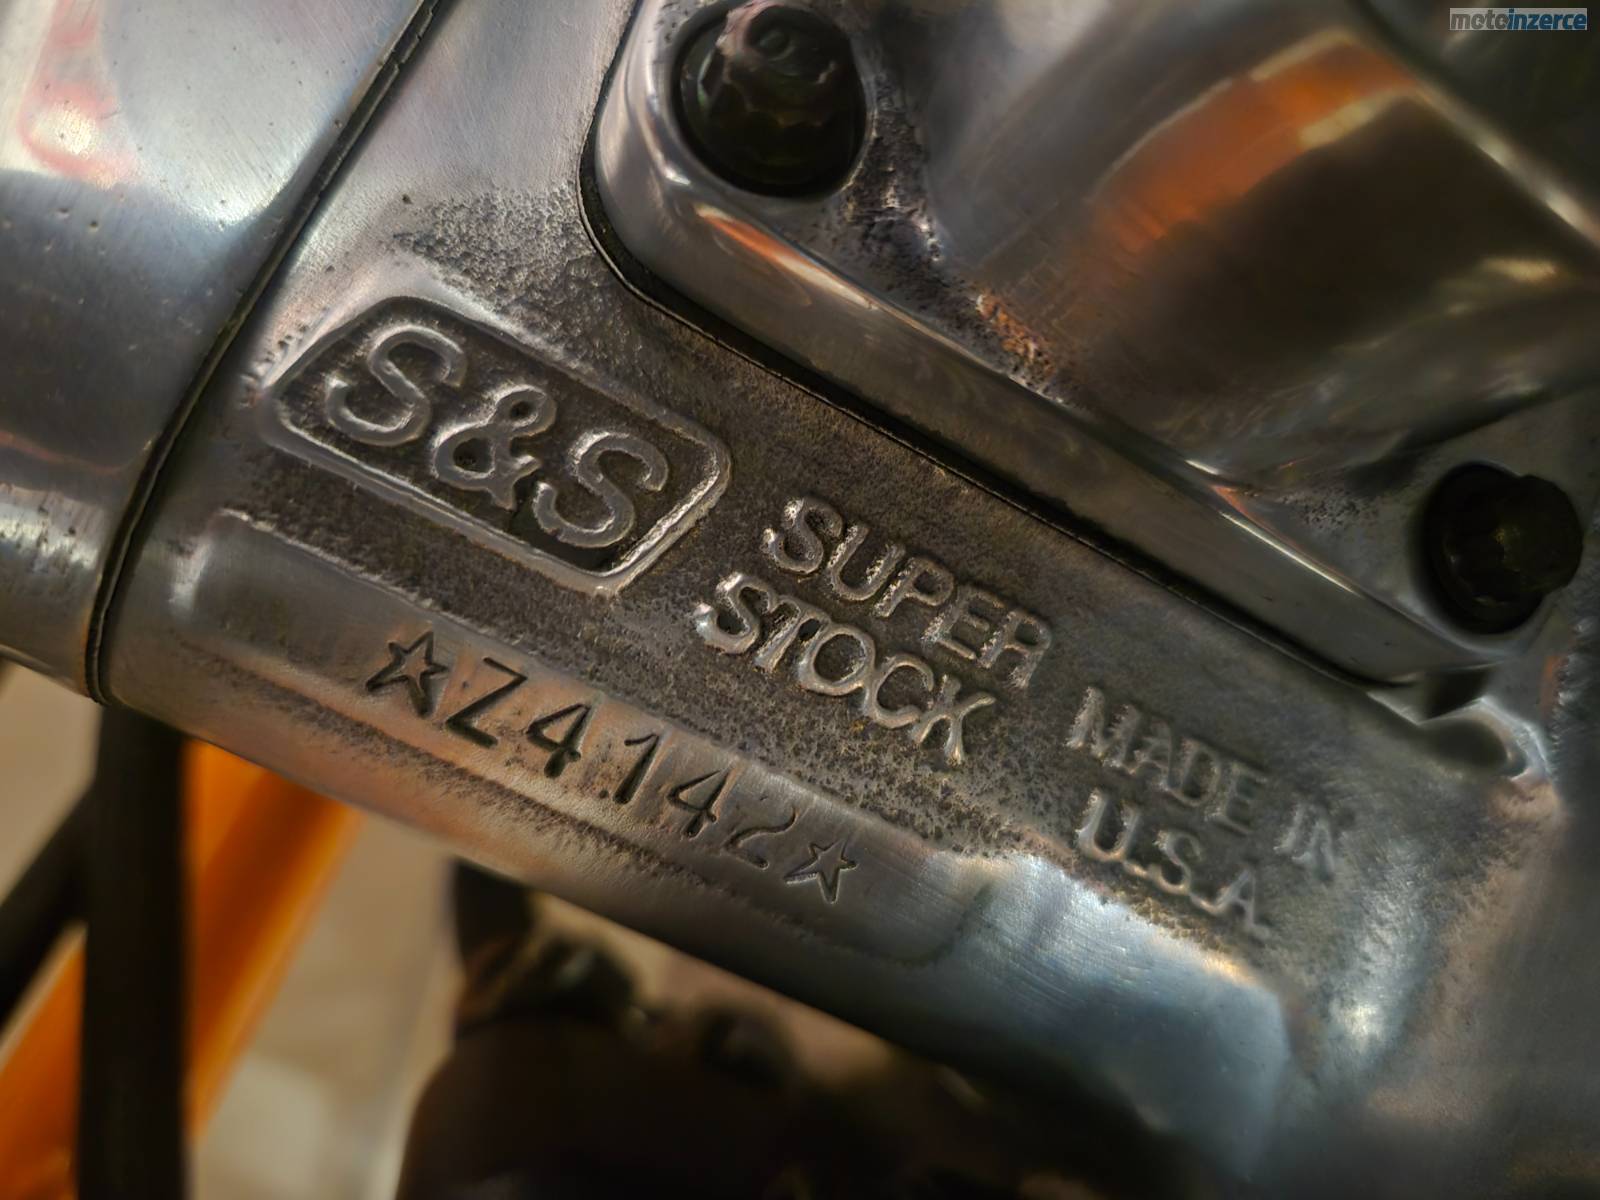 motoinzerce
S&S
SUPER
STOCK
MADE IN
U.S.A.
☆Z4142☆